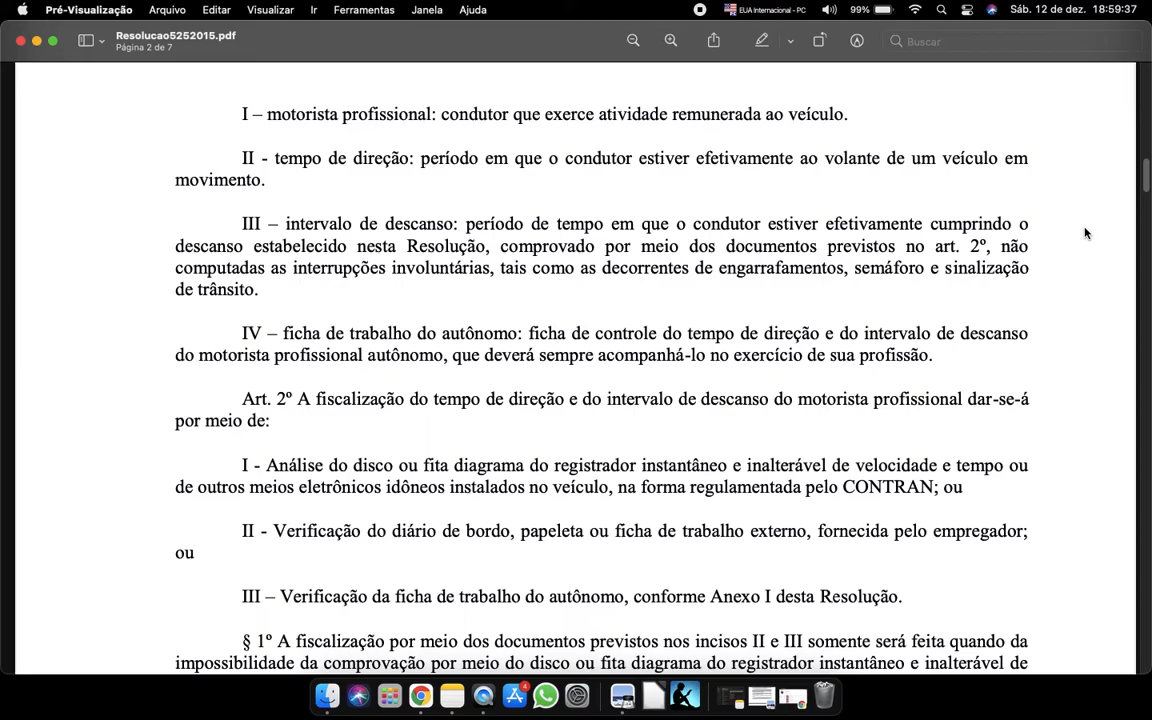 Pré-Visualização Arquivo Editar Visualizar Ir Ferramentas Janela Ajuda EUA Internacional - PC 99% Sáb. 12 de dez. 18:59:37
Resolucao5252015.pdf
Página 2 de 7
Buscar
I – motorista profissional: condutor que exerce atividade remunerada ao veículo.
II - tempo de direção: período em que o condutor estiver efetivamente ao volante de um veículo em
movimento.
III – intervalo de descanso: período de tempo em que o condutor estiver efetivamente cumprindo o
descanso estabelecido nesta Resolução, comprovado por meio dos documentos previstos no art. 2º, não
computadas as interrupções involuntárias, tais como as decorrentes de engarrafamentos, semáforo e sinalização
de trânsito.
IV – ficha de trabalho do autônomo: ficha de controle do tempo de direção e do intervalo de descanso
do motorista profissional autônomo, que deverá sempre acompanhá-lo no exercício de sua profissão.
Art. 2º A fiscalização do tempo de direção e do intervalo de descanso do motorista profissional dar-se-á
por meio de:
I - Análise do disco ou fita diagrama do registrador instantâneo e inalterável de velocidade e tempo ou
de outros meios eletrônicos idôneos instalados no veículo, na forma regulamentada pelo CONTRAN; ou
II - Verificação do diário de bordo, papeleta ou ficha de trabalho externo, fornecida pelo empregador;
ou
III – Verificação da ficha de trabalho do autônomo, conforme Anexo I desta Resolução.
§ 1º A fiscalização por meio dos documentos previstos nos incisos II e III somente será feita quando da
impossibilidade da comprovação por meio do disco ou fita diagrama do registrador instantâneo e inalterável de
4